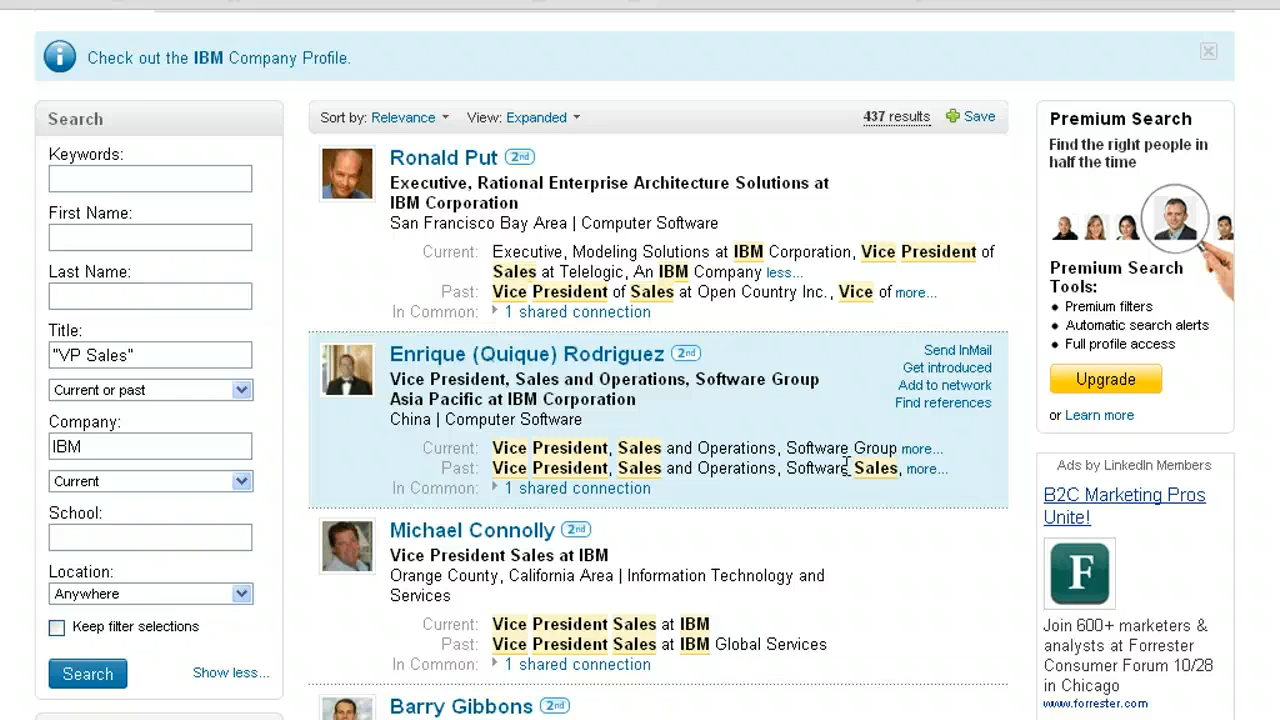 Check out the IBM Company Profile.
Search
Keywords:
First Name:
Last Name:
Title:
"VP Sales"
Current or past
Company:
IBM
Current
School:
Location:
Anywhere
Keep filter selections
Search Show less...
Sort by: Relevance View: Expanded 437 results Save
Ronald Put 2nd
Executive, Rational Enterprise Architecture Solutions at
IBM Corporation
San Francisco Bay Area | Computer Software
Current: Executive, Modeling Solutions at IBM Corporation, Vice President of
Sales at Telelogic, An IBM Company less...
Past: Vice President of Sales at Open Country Inc., Vice of more...
In Common: 1 shared connection
Enrique (Quique) Rodriguez 2nd
Vice President, Sales and Operations, Software Group
Asia Pacific at IBM Corporation
China | Computer Software
Send InMail
Get introduced
Add to network
Find references
Current: Vice President, Sales and Operations, Software Group more...
Past: Vice President, Sales and Operations, Software Sales, more...
In Common: 1 shared connection
Michael Connolly 2nd
Vice President Sales at IBM
Orange County, California Area | Information Technology and
Services
Current: Vice President Sales at IBM
Past: Vice President Sales at IBM Global Services
In Common: 1 shared connection
Barry Gibbons 2nd
Premium Search
Find the right people in
half the time
Premium Search
Tools:
• Premium filters
• Automatic search alerts
• Full profile access
Upgrade
or Learn more
Ads by LinkedIn Members
B2C Marketing Pros
Unite!
F
Join 600+ marketers &
analysts at Forrester
Consumer Forum 10/28
in Chicago
www.forrester.com